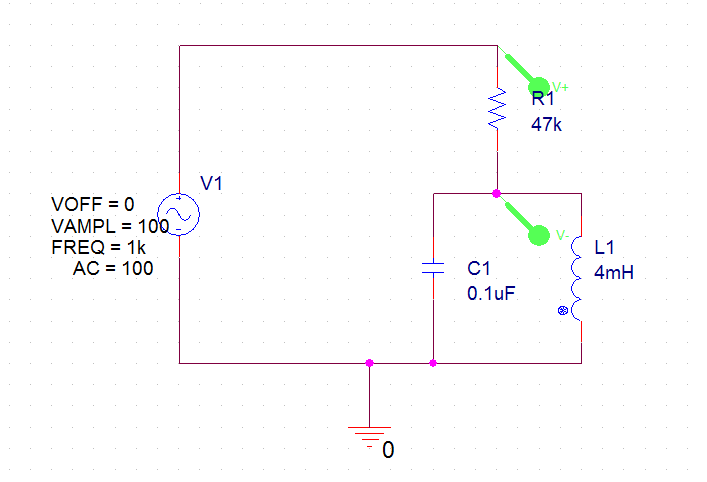 V+
R1
47k
V1
VOFF = 0
VAMPL = 100
FREQ = 1k
AC = 100
V-
C1
0.1uF
L1
4mH
0